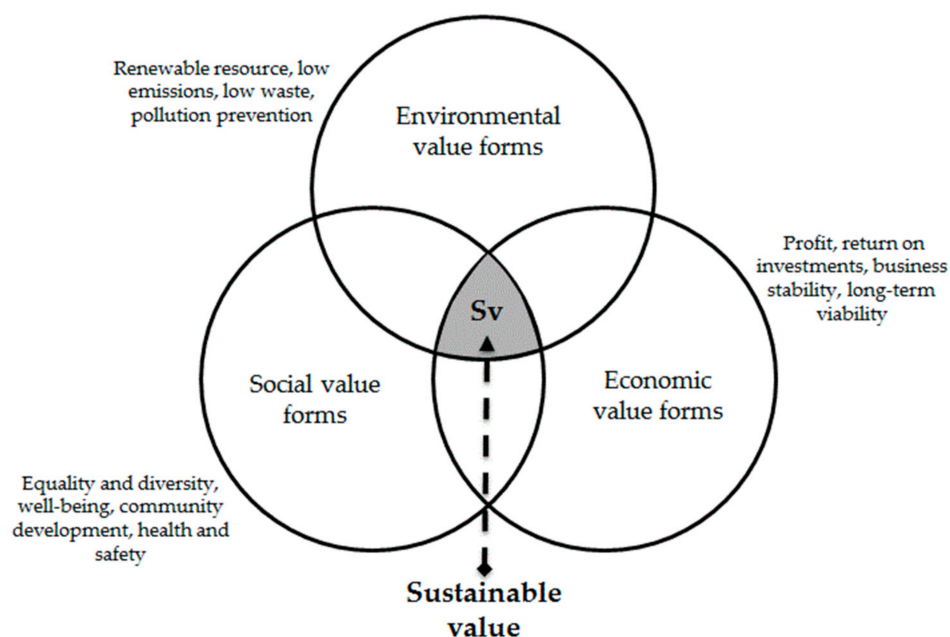 Renewable resource, low
emissions, low waste,
pollution prevention
Environmental
value forms
Profit, return on
investments, business
stability, long-term
viability
Sv
Social value
forms
Economic
value forms
Equality and diversity,
well-being, community
development, health and
safety
Sustainable
value